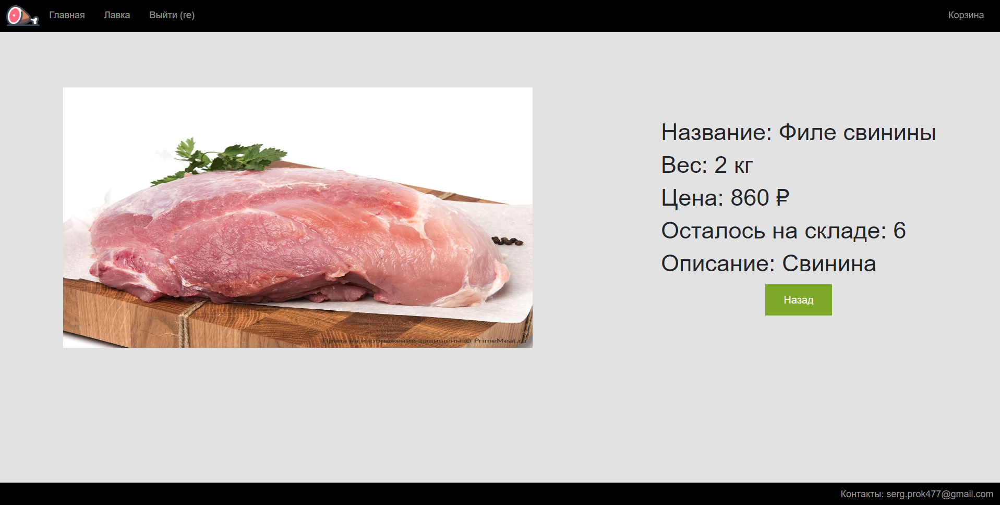 Главная Лавка Выйти (re) Корзина
Название: Филе свинины
Вес: 2 кг
Цена: 860 ₽
Осталось на складе: 6
Описание: Свинина
Назад
Права на изображение защищены © PrimeMeat.ru
Контакты: serg.prok477@gmail.com